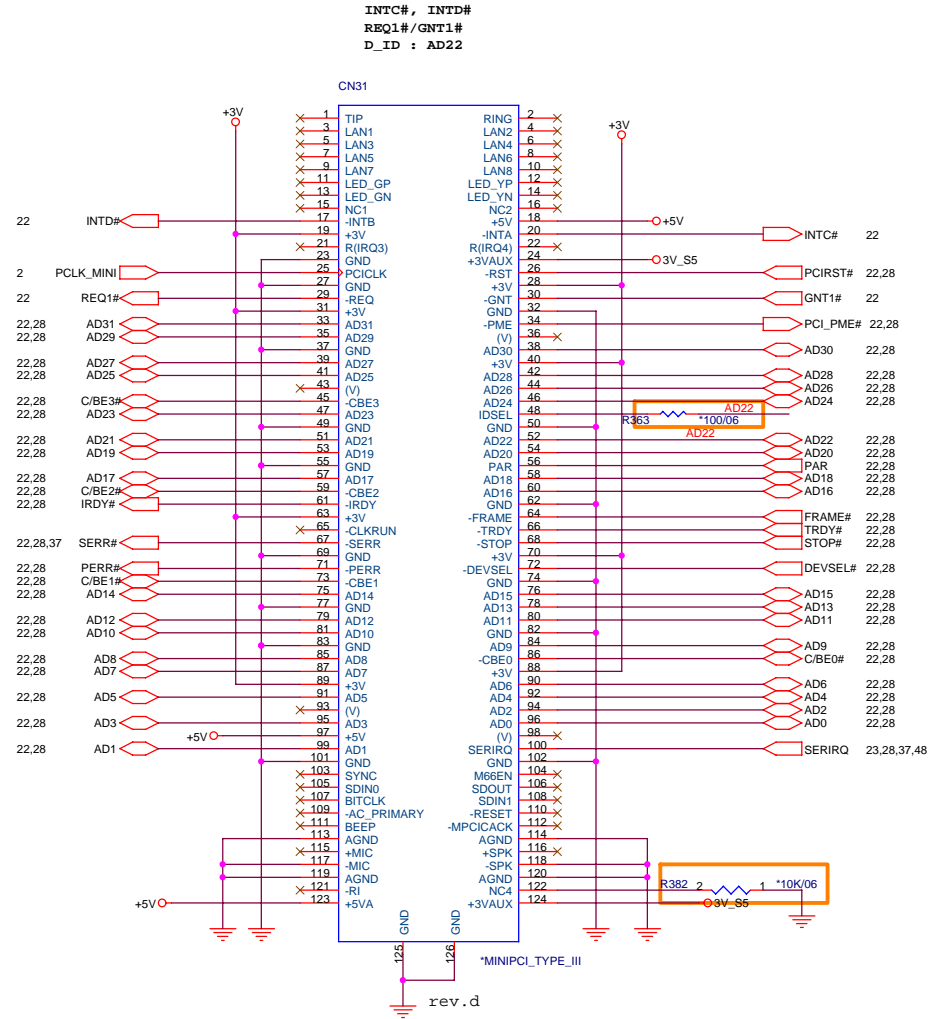 INTC#, INTD#
REQ1#/GNT1#
D_ID : AD22
CN31
+3V +3V
1 TIP RING 2
3 LAN1 LAN2 4
5 LAN3 LAN4 6
7 LAN5 LAN6 8
9 LAN7 LAN8 10
11 LED_GP LED_YP 12
13 LED_GN LED_YN 14
15 NC1 NC2 16
22 INTD# 17 -INTB +5V 18 +5V
19 +3V -INTA 20 INTC# 22
21 R(IRQ3) R(IRQ4) 22
23 GND +3VAUX 24 3V_S5
2 PCLK_MINI 25 PCICLK -RST 26 PCIRST# 22,28
27 GND +3V 28
22 REQ1# 29 -REQ -GNT 30 GNT1# 22
31 +3V GND 32
22,28 AD31 33 AD31 -PME 34 PCI_PME# 22,28
22,28 AD29 35 AD29 (V) 36
37 GND AD30 38 AD30 22,28
22,28 AD27 39 AD27 +3V 40
22,28 AD25 41 AD25 AD28 42 AD28 22,28
43 (V) AD26 44 AD26 22,28
22,28 C/BE3# 45 -CBE3 AD24 46 AD24 22,28
22,28 AD23 47 AD23 IDSEL 48 R363 *100/06 AD22
49 GND GND 50 AD22
22,28 AD21 51 AD21 AD22 52 AD22 22,28
22,28 AD19 53 AD19 AD20 54 AD20 22,28
55 GND PAR 56 PAR 22,28
22,28 AD17 57 AD17 AD18 58 AD18 22,28
22,28 C/BE2# 59 -CBE2 AD16 60 AD16 22,28
22,28 IRDY# 61 -IRDY GND 62
63 +3V -FRAME 64 FRAME# 22,28
65 -CLKRUN -TRDY 66 TRDY# 22,28
22,28,37 SERR# 67 -SERR -STOP 68 STOP# 22,28
69 GND +3V 70
22,28 PERR# 71 -PERR -DEVSEL 72 DEVSEL# 22,28
22,28 C/BE1# 73 -CBE1 GND 74
22,28 AD14 75 AD14 AD15 76 AD15 22,28
77 GND AD13 78 AD13 22,28
22,28 AD12 79 AD12 AD11 80 AD11 22,28
22,28 AD10 81 AD10 GND 82
83 GND AD9 84 AD9 22,28
22,28 AD8 85 AD8 -CBE0 86 C/BE0# 22,28
22,28 AD7 87 AD7 +3V 88
89 +3V AD6 90 AD6 22,28
22,28 AD5 91 AD5 AD4 92 AD4 22,28
93 (V) AD2 94 AD2 22,28
22,28 AD3 95 AD3 AD0 96 AD0 22,28
+5V 97 +5V (V) 98
22,28 AD1 99 AD1 SERIRQ 100 SERIRQ 23,28,37,48
101 GND GND 102
103 SYNC M66EN 104
105 SDIN0 SDOUT 106
107 BITCLK SDIN1 108
109 -AC_PRIMARY -RESET 110
111 BEEP -MPCICACK 112
113 AGND AGND 114
115 +MIC +SPK 116
117 -MIC -SPK 118
119 AGND AGND 120
121 -RI NC4 122 R382 2 1 *10K/06
+5V 123 +5VA +3VAUX 124 3V_S5
GND GND
125 126
*MINIPCI_TYPE_III
rev.d